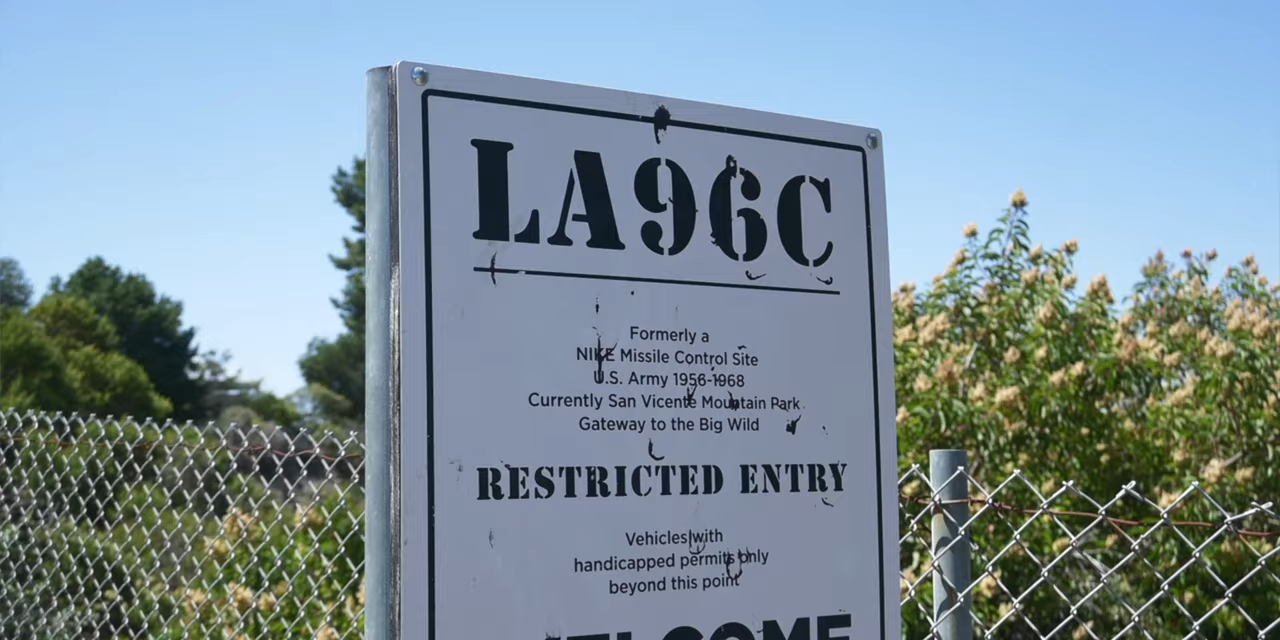 LA96C
Formerly a
NIKE Missile Control Site
U.S. Army 1956-1968
Currently San Vicente Mountain Park
Gateway to the Big Wild
RESTRICTED ENTRY
Vehicles with
handicapped permits only
beyond this point
WELCOME